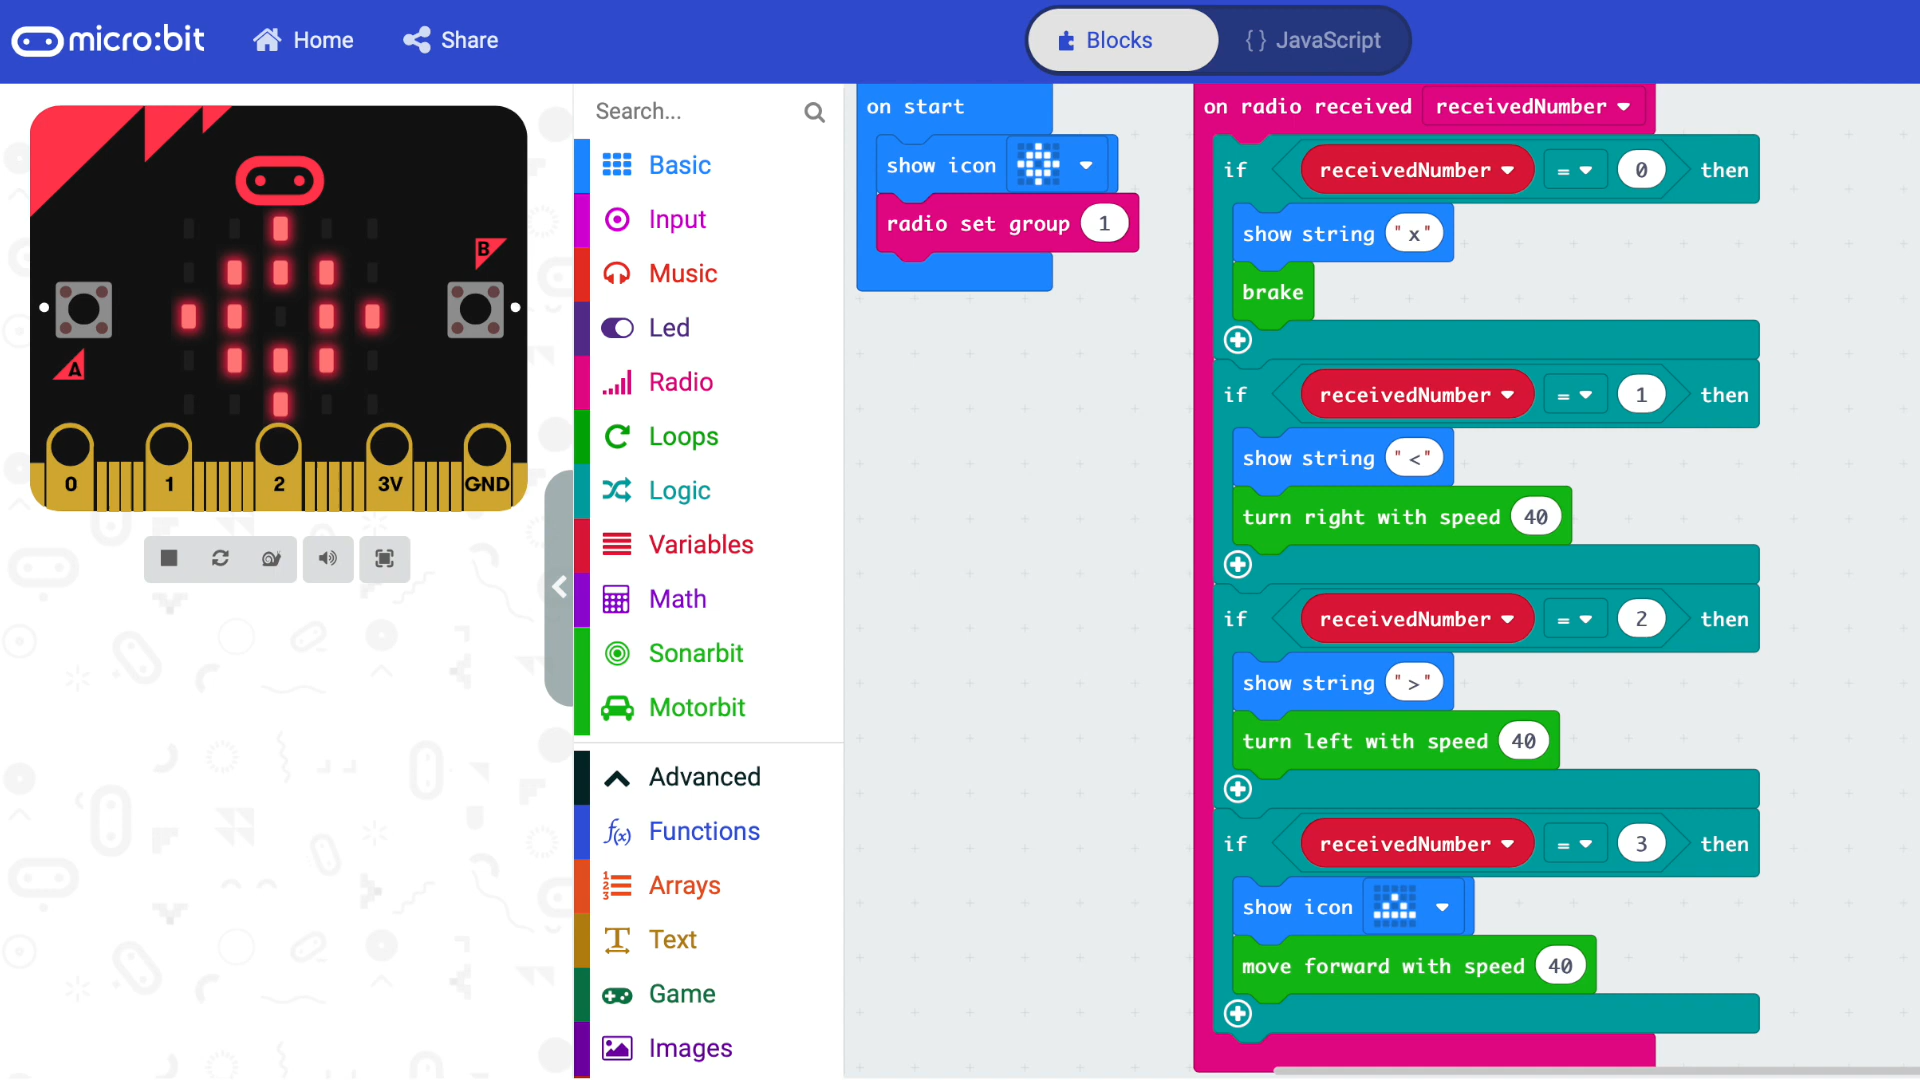 micro:bit Home Share Blocks { } JavaScript
Search...
Basic
Input
Music
Led
Radio
Loops
Logic
Variables
Math
Sonarbit
Motorbit
Advanced
Functions
Arrays
Text
Game
Images
B
A
0 1 2 3V GND
on start
show icon
radio set group 1
on radio received receivedNumber
if receivedNumber = 0 then
show string "x"
brake
if receivedNumber = 1 then
show string "<"
turn right with speed 40
if receivedNumber = 2 then
show string ">"
turn left with speed 40
if receivedNumber = 3 then
show icon
move forward with speed 40